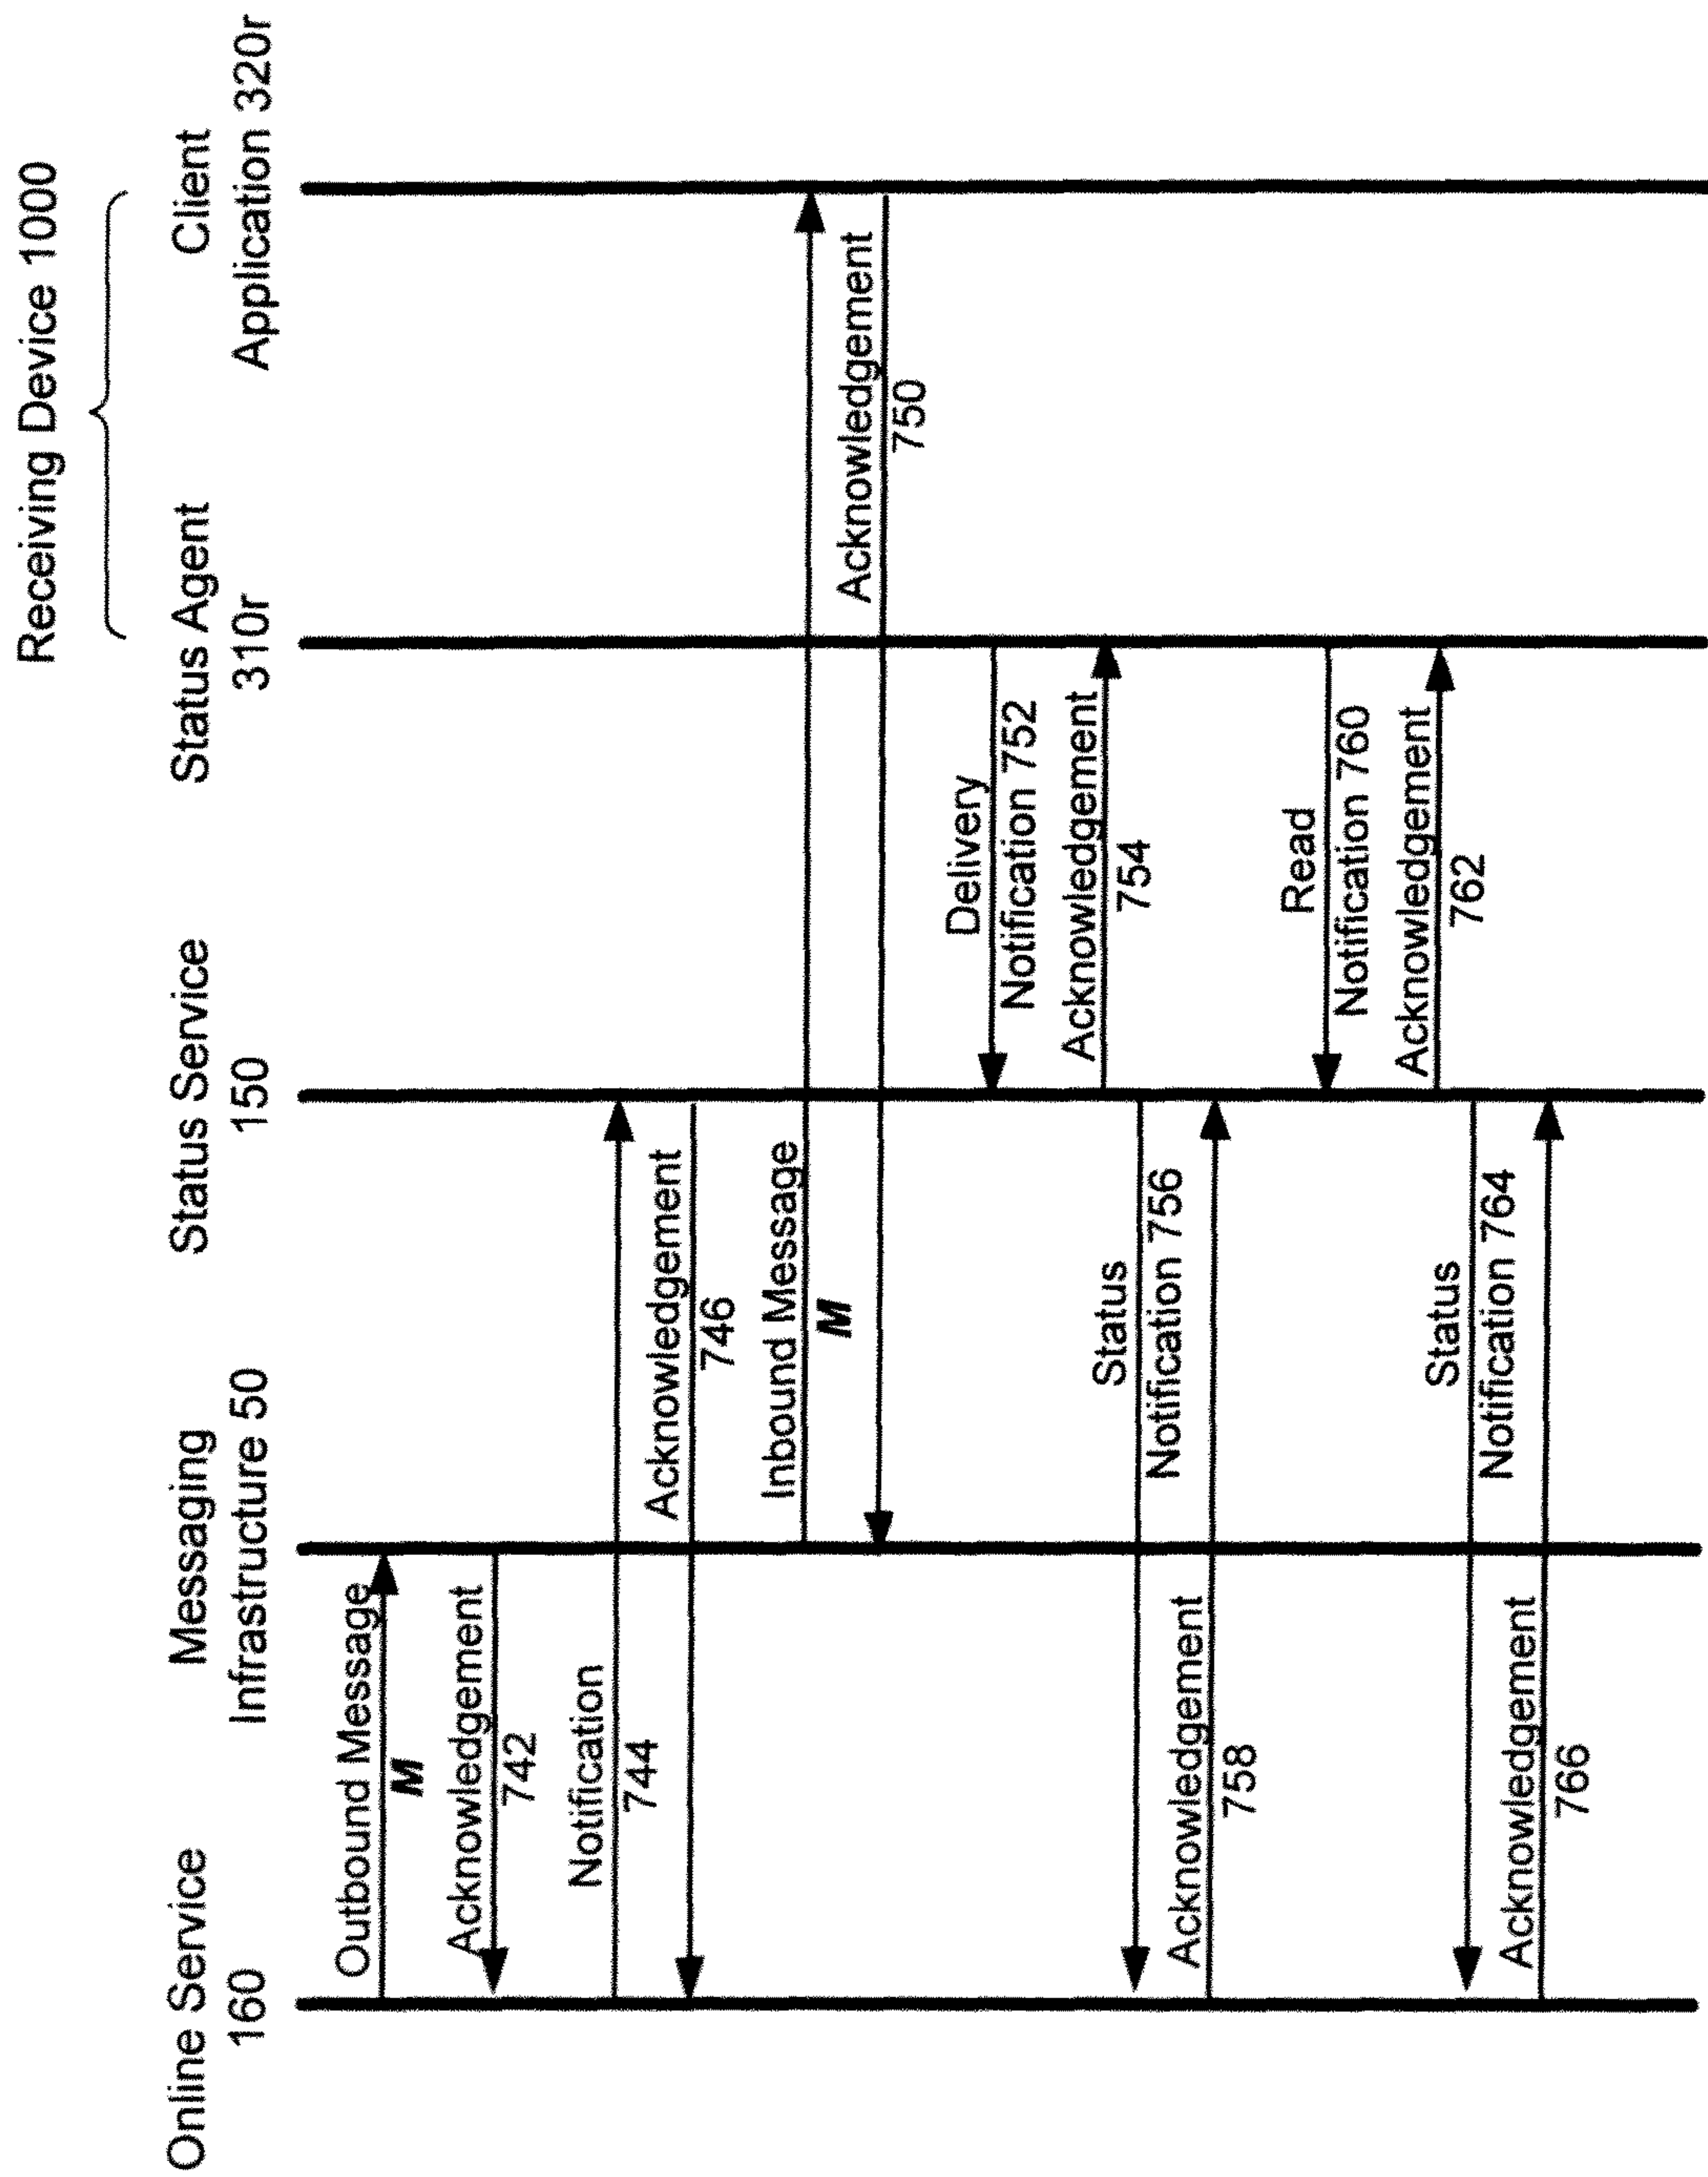 Receiving Device 1000
Online Service
160
Messaging
Infrastructure 50
Status Service
150
Status Agent
310r
Client
Application 320r
Outbound Message
M
Acknowledgement
742
Notification
744
Acknowledgement
746
Inbound Message
M
Acknowledgement
750
Delivery
Notification 752
Acknowledgement
754
Status
Notification 756
Acknowledgement
758
Read
Notification 760
Acknowledgement
762
Status
Notification 764
Acknowledgement
766